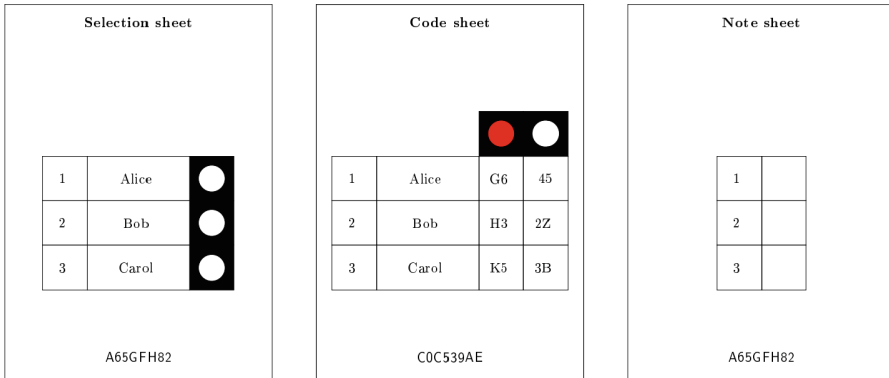 Selection sheet
1 Alice
2 Bob
3 Carol
A65GFH82
Code sheet
1 Alice G6 45
2 Bob H3 2Z
3 Carol K5 3B
C0C539AE
Note sheet
1
2
3
A65GFH82